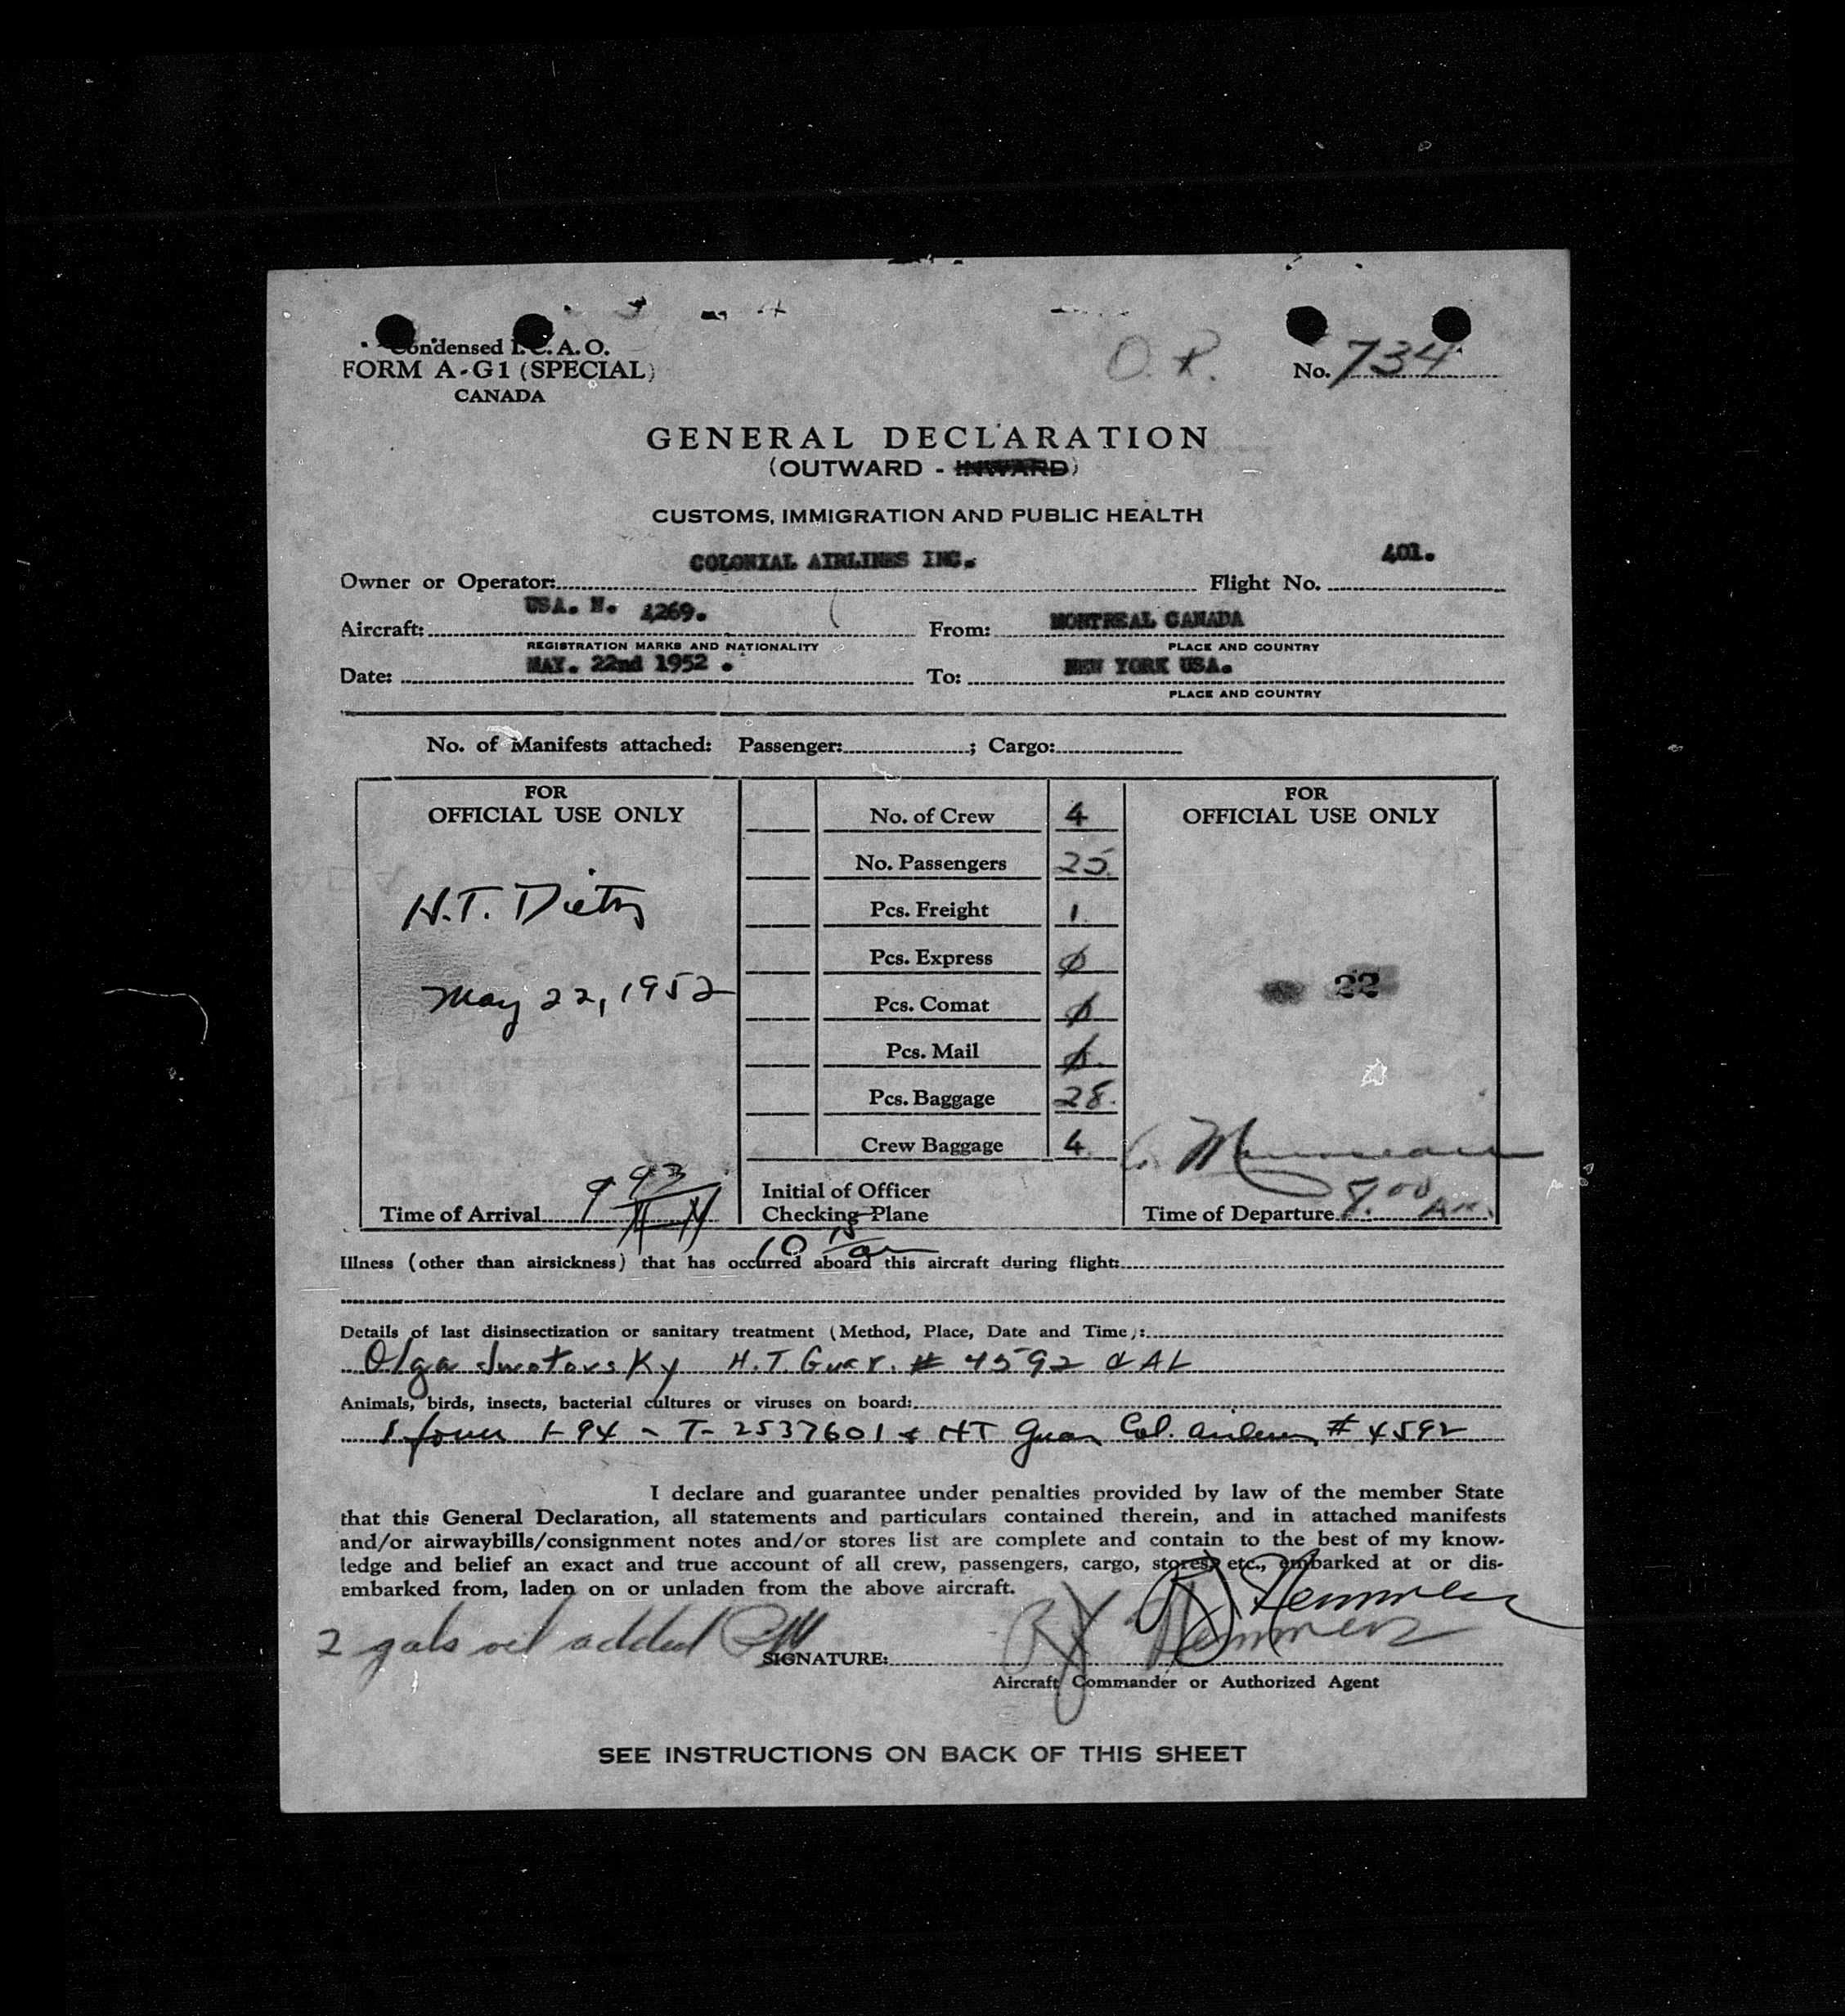 Condensed I.C.A.O.
FORM A-G1 (SPECIAL)
CANADA
O.R.
No. 734
GENERAL DECLARATION
(OUTWARD - INWARD)
CUSTOMS, IMMIGRATION AND PUBLIC HEALTH
Owner or Operator: COLONIAL AIRLINES INC. Flight No. 401.
Aircraft: USA. N. 4269. From: MONTREAL CANADA
REGISTRATION MARKS AND NATIONALITY PLACE AND COUNTRY
Date: MAY. 22nd 1952. To: NEW YORK USA.
PLACE AND COUNTRY
No. of Manifests attached: Passenger: ; Cargo:
FOR
OFFICIAL USE ONLY
H.T. Dietz
May 22, 1952
Time of Arrival
No. of Crew 4
No. Passengers 25.
Pcs. Freight 1.
Pcs. Express 0
Pcs. Comat 0
Pcs. Mail 0.
Pcs. Baggage 28.
Crew Baggage 4
Initial of Officer
Checking Plane
FOR
OFFICIAL USE ONLY
22
Time of Departure 8.00 Am.
Illness (other than airsickness) that has occurred aboard this aircraft during flight:
Details of last disinsectization or sanitary treatment (Method, Place, Date and Time):
Olga H.T. Guar. # 4592 CAL
Animals, birds, insects, bacterial cultures or viruses on board:
1 form I-94 - T-2537601 & HT Guar Col. # 4592
I declare and guarantee under penalties provided by law of the member State
that this General Declaration, all statements and particulars contained therein, and in attached manifests
and/or airwaybills/consignment notes and/or stores list are complete and contain to the best of my know-
ledge and belief an exact and true account of all crew, passengers, cargo, stores, etc., embarked at or dis-
embarked from, laden on or unladen from the above aircraft.
2 gals oil added
SIGNATURE:
Aircraft Commander or Authorized Agent
SEE INSTRUCTIONS ON BACK OF THIS SHEET